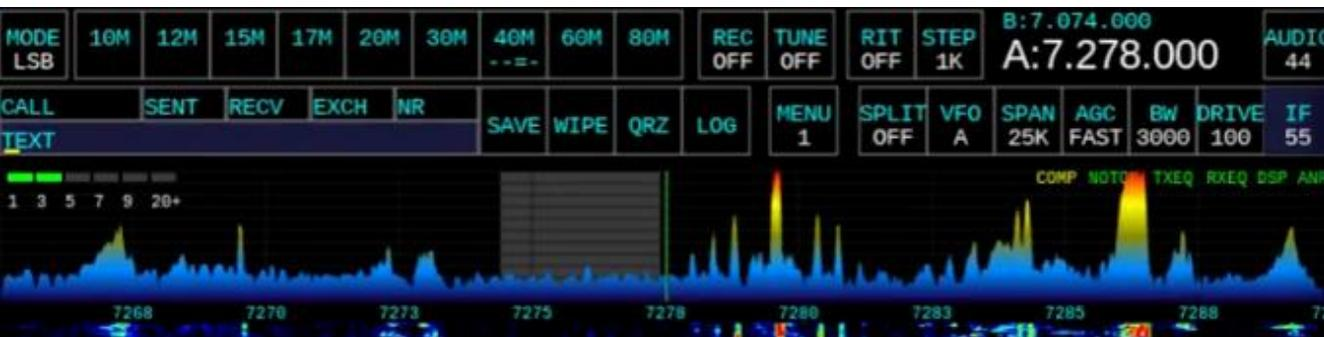 B:7.074.000
MODE 10M 12M 15M 17M 20M 30M 40M 60M 80M REC TUNE RIT STEP A:7.278.000 AUDIO
LSB --=- OFF OFF OFF 1K 44
CALL SENT RECV EXCH NR SAVE WIPE QRZ LOG MENU SPLIT VFO SPAN AGC BW DRIVE IF
TEXT 1 OFF A 25K FAST 3000 100 55
COMP TXEQ RXEQ DSP ANR
1 3 5 7 9 20+
7268 7270 7273 7275 7278 7280 7283 7285 7288